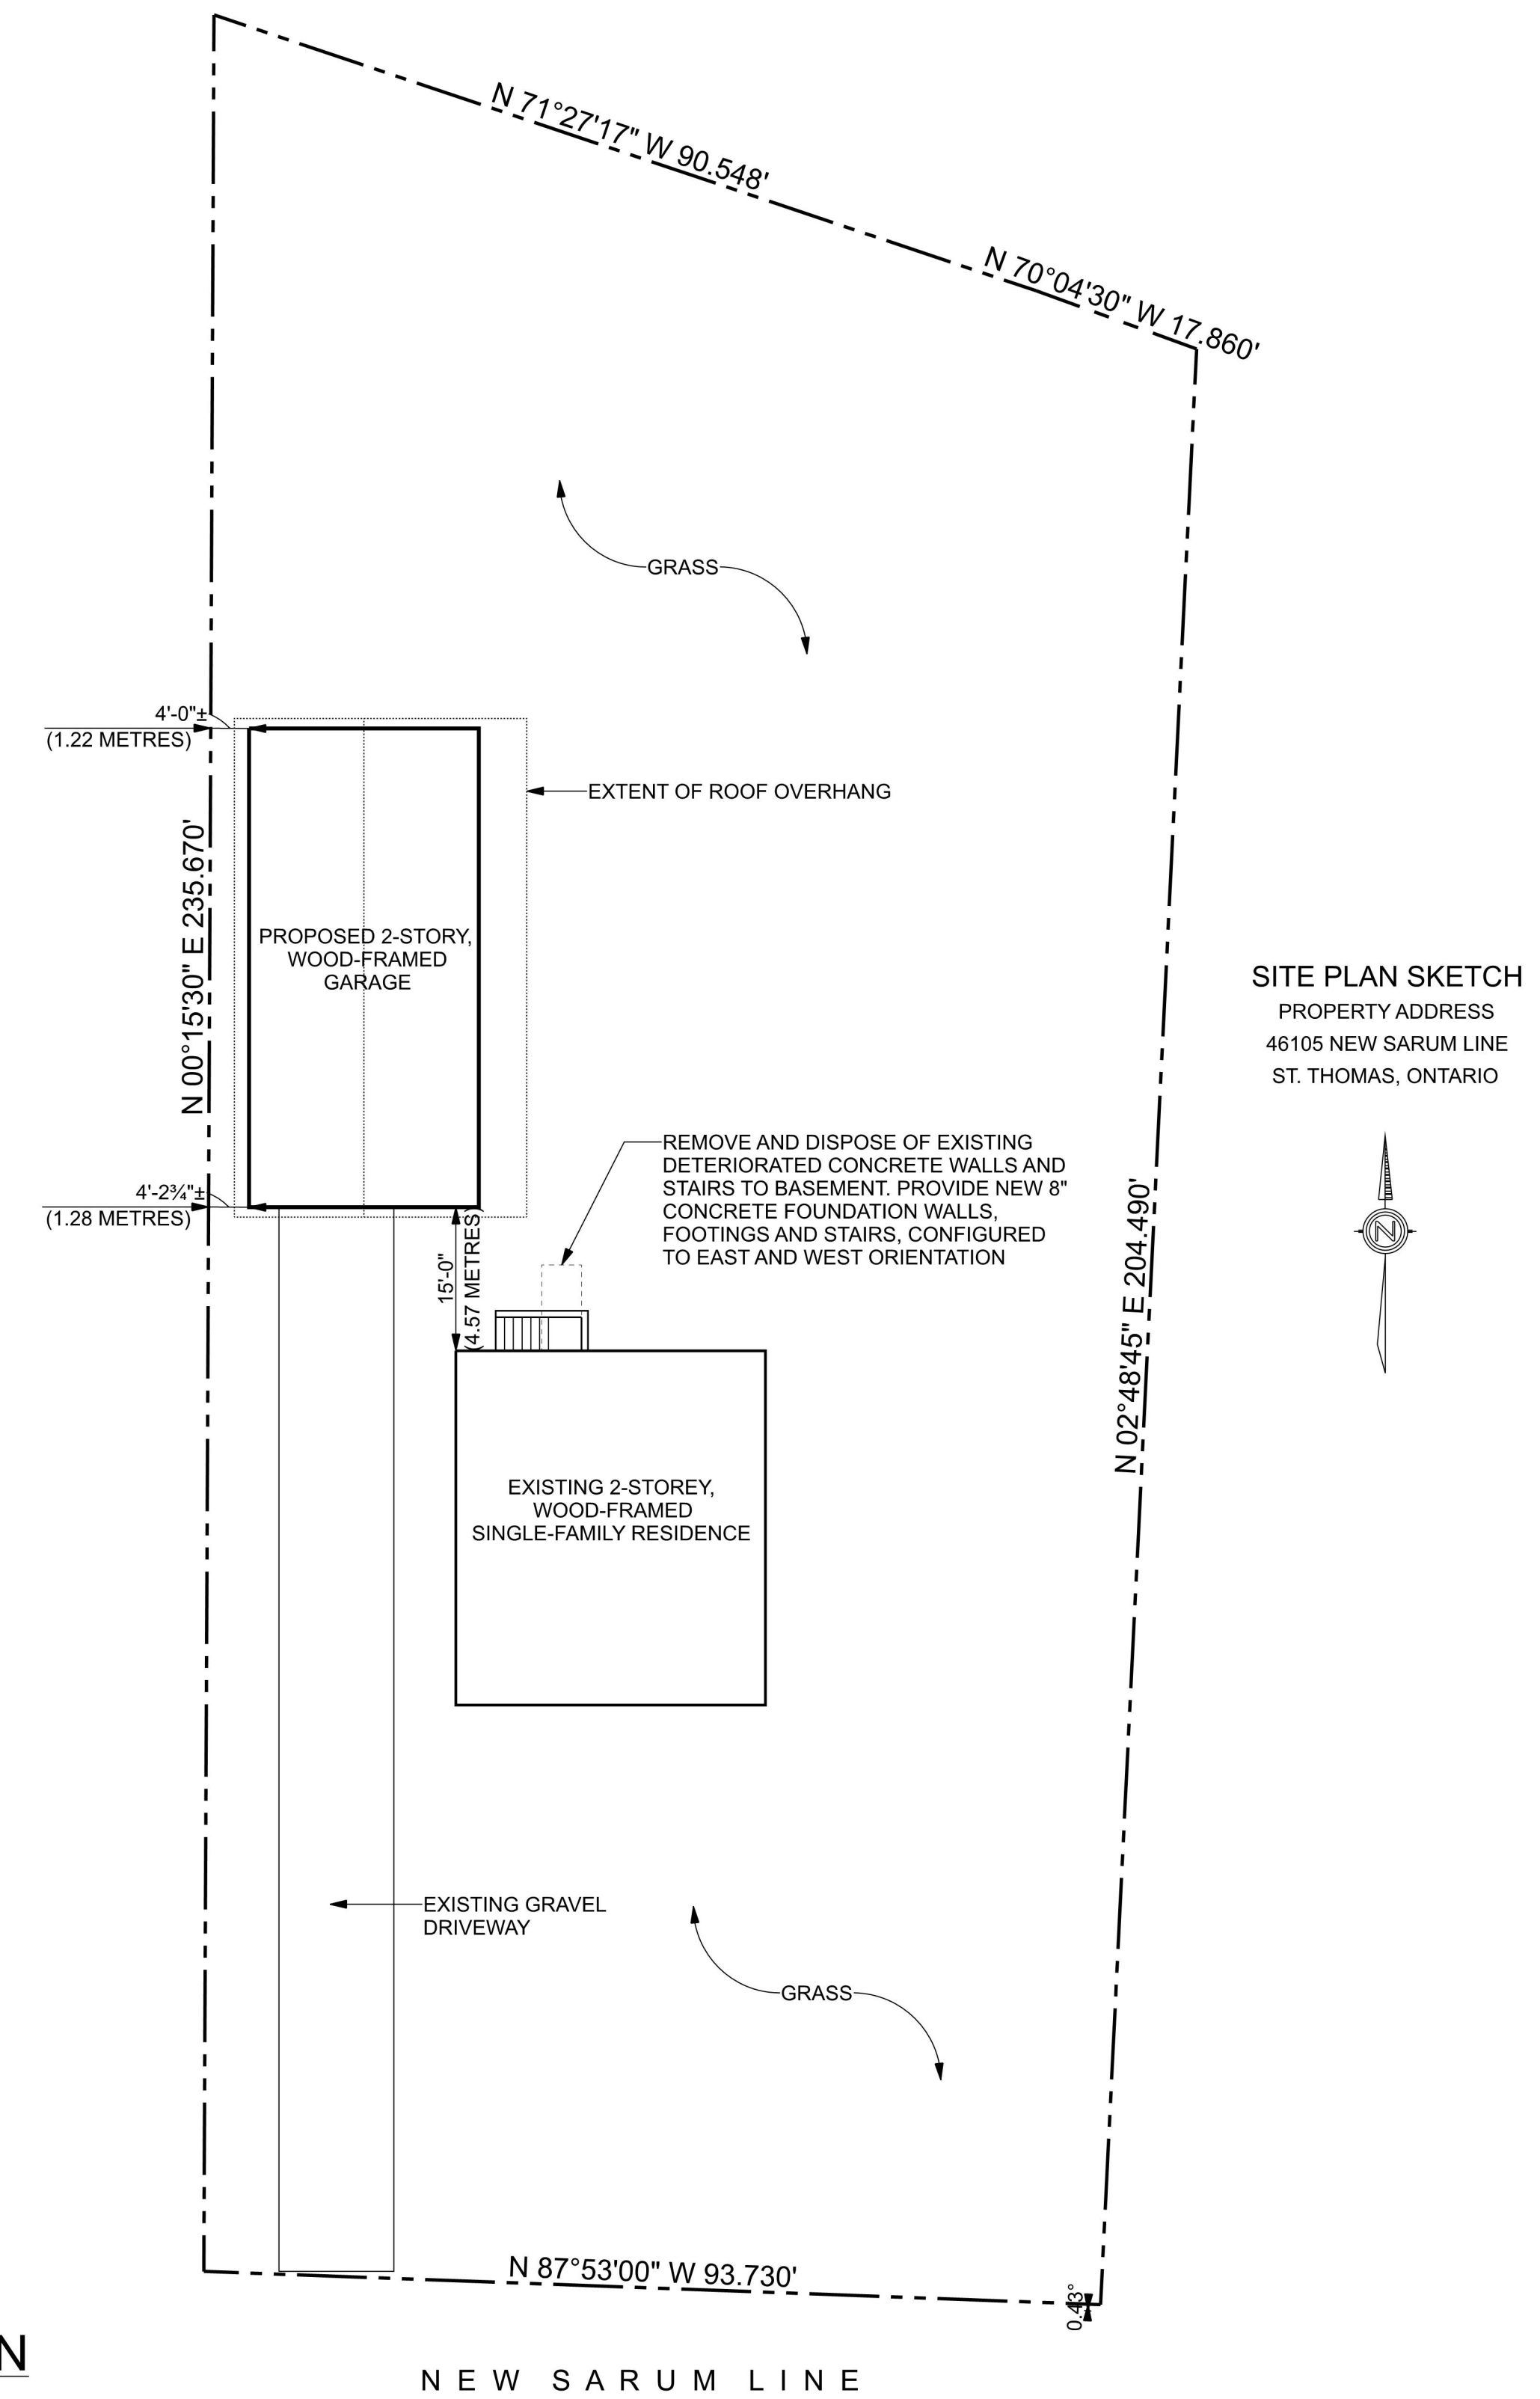 N 71°27'17" W 90.548'
N 70°04'30" W 17.860'
GRASS
4'-0"±
(1.22 METRES)
EXTENT OF ROOF OVERHANG
N 00°15'30" E 235.670'
PROPOSED 2-STORY,
WOOD-FRAMED
GARAGE
SITE PLAN SKETCH
PROPERTY ADDRESS
46105 NEW SARUM LINE
ST. THOMAS, ONTARIO
N
REMOVE AND DISPOSE OF EXISTING
DETERIORATED CONCRETE WALLS AND
STAIRS TO BASEMENT. PROVIDE NEW 8"
CONCRETE FOUNDATION WALLS,
FOOTINGS AND STAIRS, CONFIGURED
TO EAST AND WEST ORIENTATION
4'-2¾"±
(1.28 METRES)
15'-0"
(4.57 METRES)
N 02°48'45" E 204.490'
EXISTING 2-STOREY,
WOOD-FRAMED
SINGLE-FAMILY RESIDENCE
EXISTING GRAVEL
DRIVEWAY
GRASS
N 87°53'00" W 93.730'
0.43°
N
NEW SARUM LINE